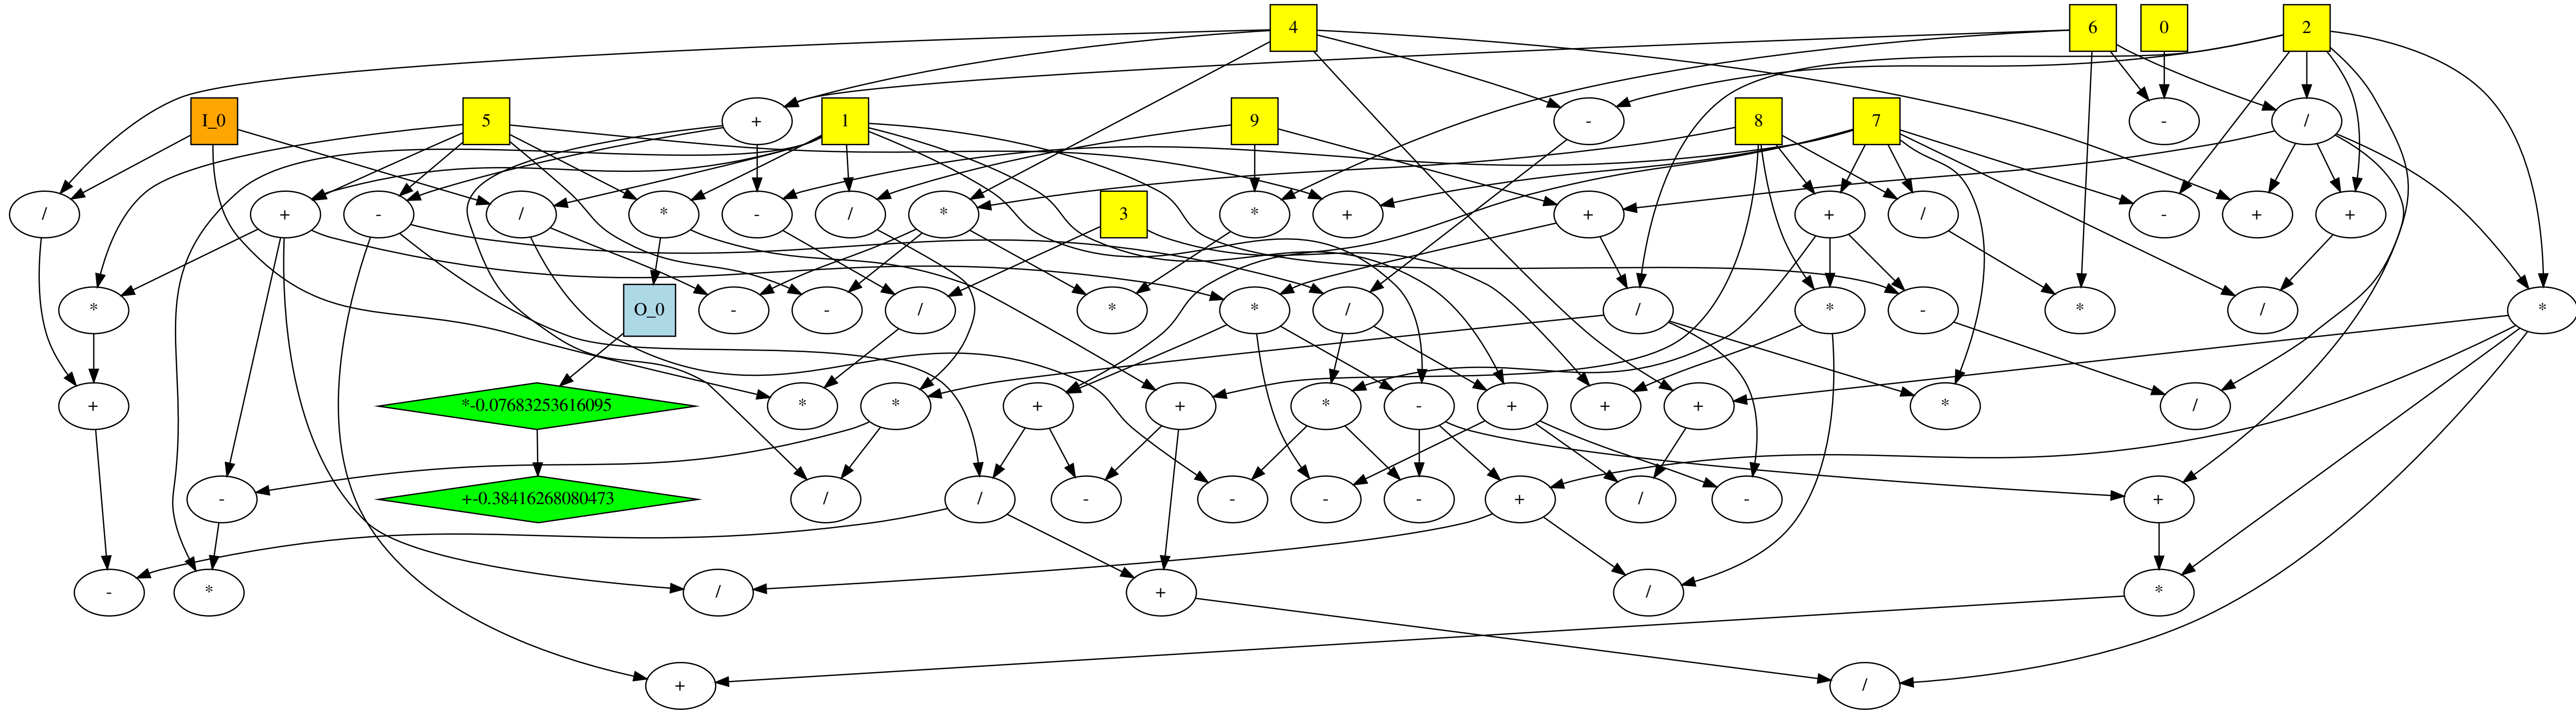 4 6 0 2
I_0 5 + 1 9 - 8 7 - /
/ + - / * - / * 3 * + + + / - + +
* O_0 - - / * * / / * - * / *
+ *-0.07683253616095 * * + + * - + + + * /
- +-0.38416268080473 / / - - - - + / - +
- * / + / *
+ /